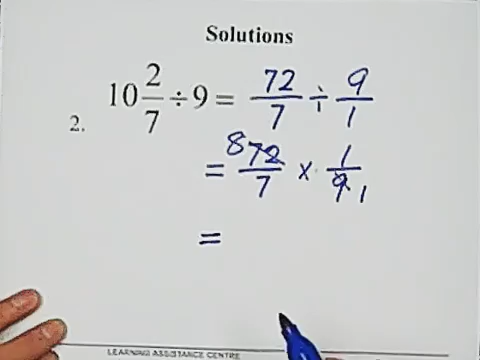 Solutions
2. 10 2/7 ÷ 9 = 72/7 ÷ 9/1
= 8 72/7 × 1/9 1
=
LEARNING ASSISTANCE CENTRE